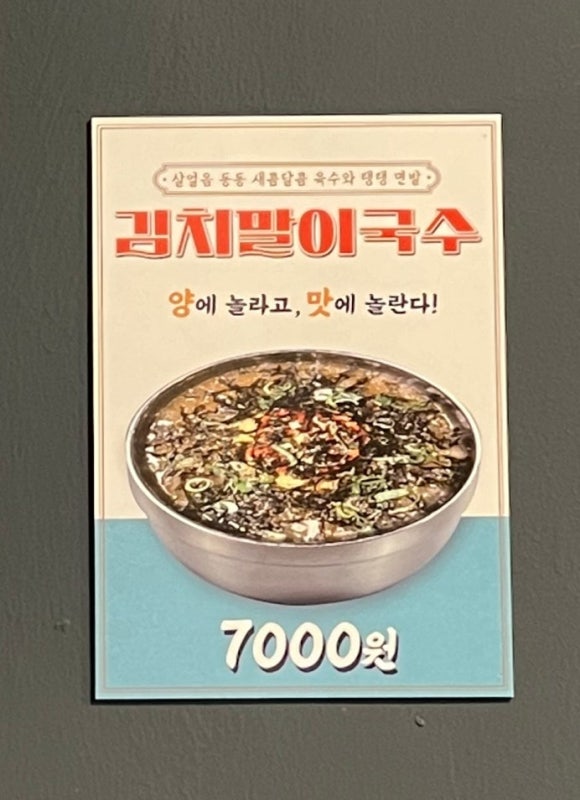 살얼음 동동 새콤달콤 육수와 탱탱 면발
김치말이국수
양에 놀라고, 맛에 놀란다!
7000원